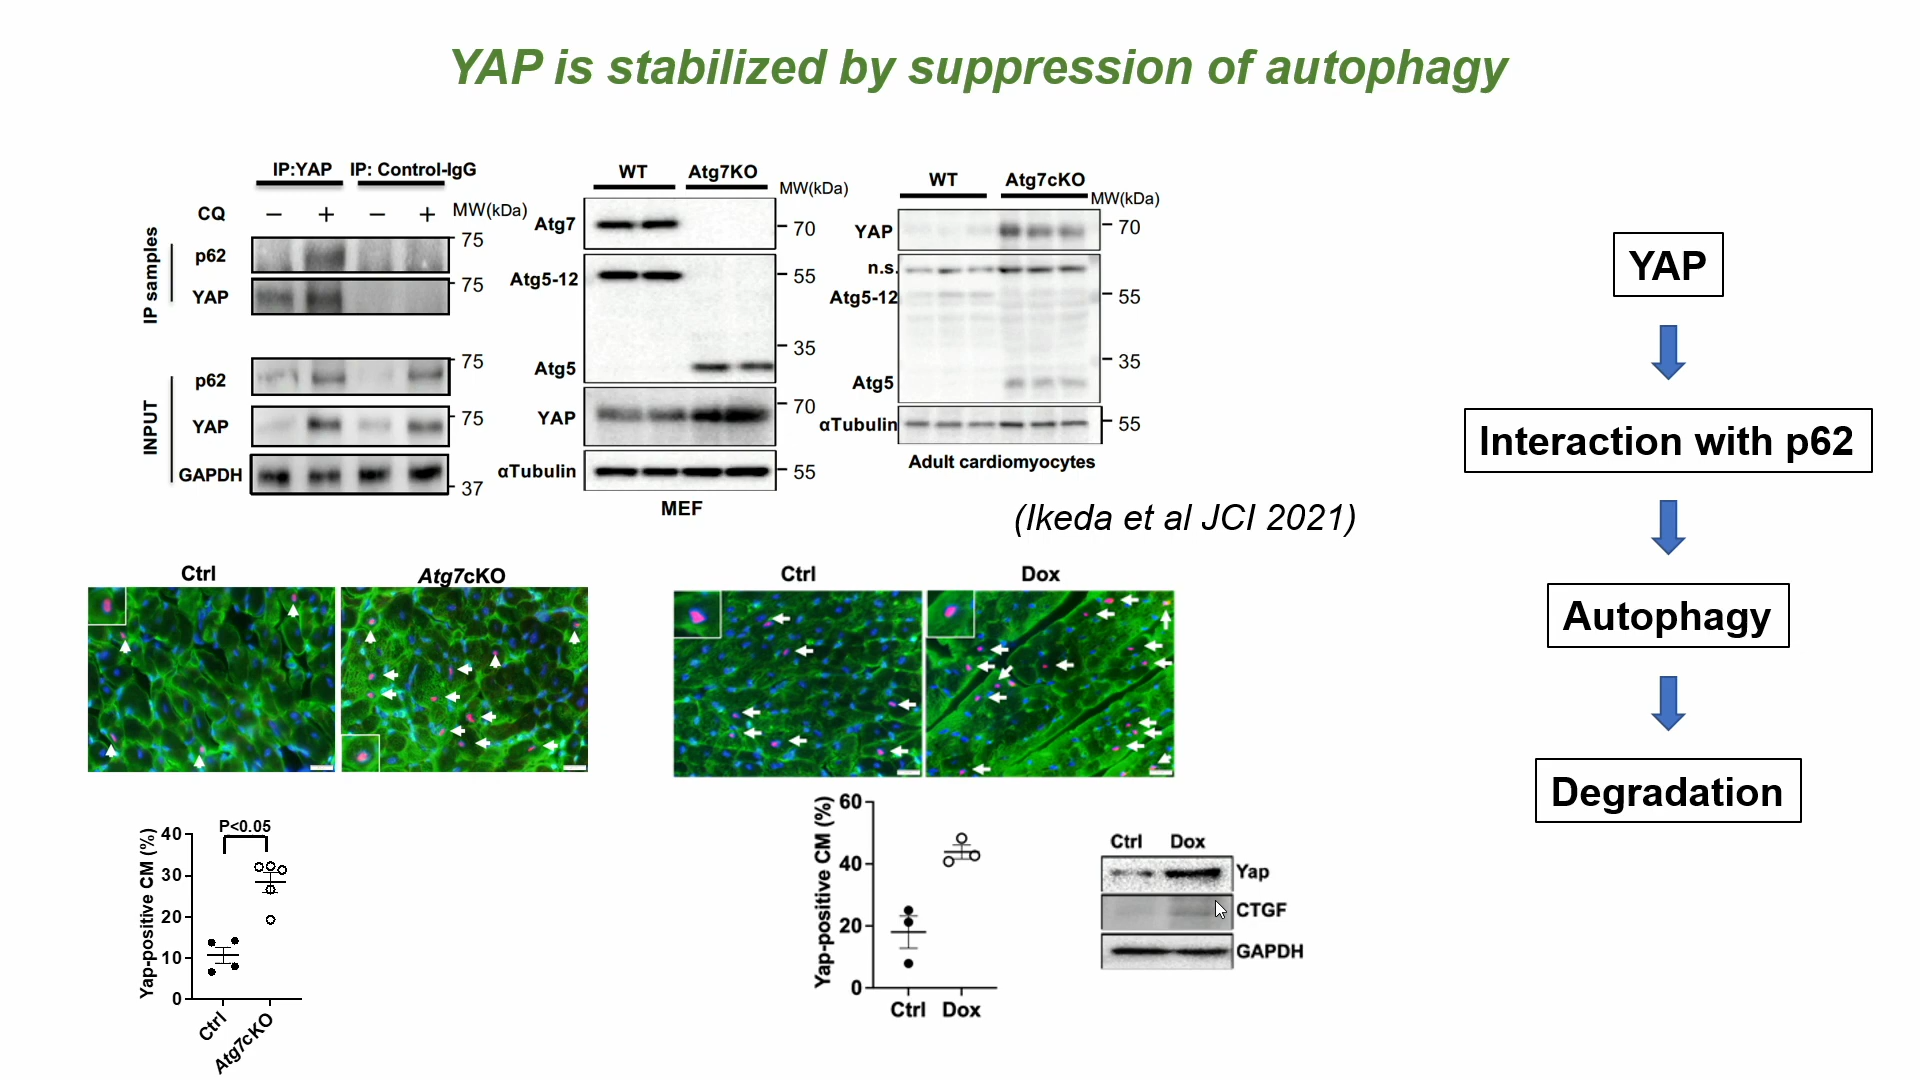 YAP is stabilized by suppression of autophagy
IP:YAP IP: Control-IgG
CQ − + − + MW(kDa)
IP samples
p62 75
YAP 75
INPUT
p62 75
YAP 75
GAPDH 37
WT Atg7KO
MW(kDa)
Atg7 70
Atg5-12 55
35
Atg5
YAP 70
αTubulin 55
MEF
WT Atg7cKO
MW(kDa)
YAP 70
n.s.
Atg5-12 55
35
Atg5
αTubulin 55
Adult cardiomyocytes
(Ikeda et al JCI 2021)
YAP
Interaction with p62
Autophagy
Degradation
Ctrl Atg7cKO
Ctrl Dox
Yap-positive CM (%)
P<0.05
40
30
20
10
0
Ctrl
Atg7cKO
Yap-positive CM (%)
60
40
20
0
Ctrl Dox
Ctrl Dox
Yap
CTGF
GAPDH